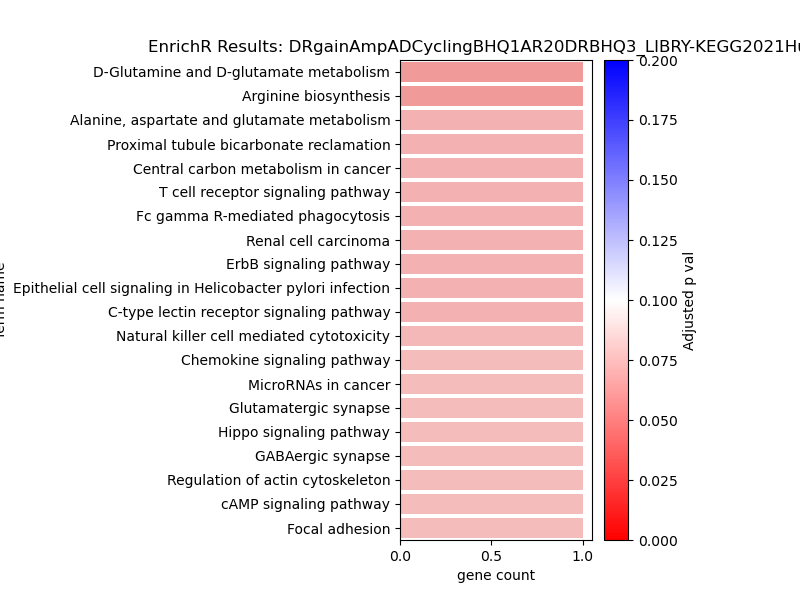 EnrichR Results: DRgainAmpADCyclingBHQ1AR20DRBHQ3_LIBRY-KEGG2021Hu
D-Glutamine and D-glutamate metabolism
Arginine biosynthesis
Alanine, aspartate and glutamate metabolism
Proximal tubule bicarbonate reclamation
Central carbon metabolism in cancer
T cell receptor signaling pathway
Fc gamma R-mediated phagocytosis
Renal cell carcinoma
ErbB signaling pathway
Epithelial cell signaling in Helicobacter pylori infection
C-type lectin receptor signaling pathway
Natural killer cell mediated cytotoxicity
Chemokine signaling pathway
MicroRNAs in cancer
Glutamatergic synapse
Hippo signaling pathway
GABAergic synapse
Regulation of actin cytoskeleton
cAMP signaling pathway
Focal adhesion
0.0 0.5 1.0
gene count
0.200
0.175
0.150
0.125
0.100
0.075
0.050
0.025
0.000
Adjusted p val